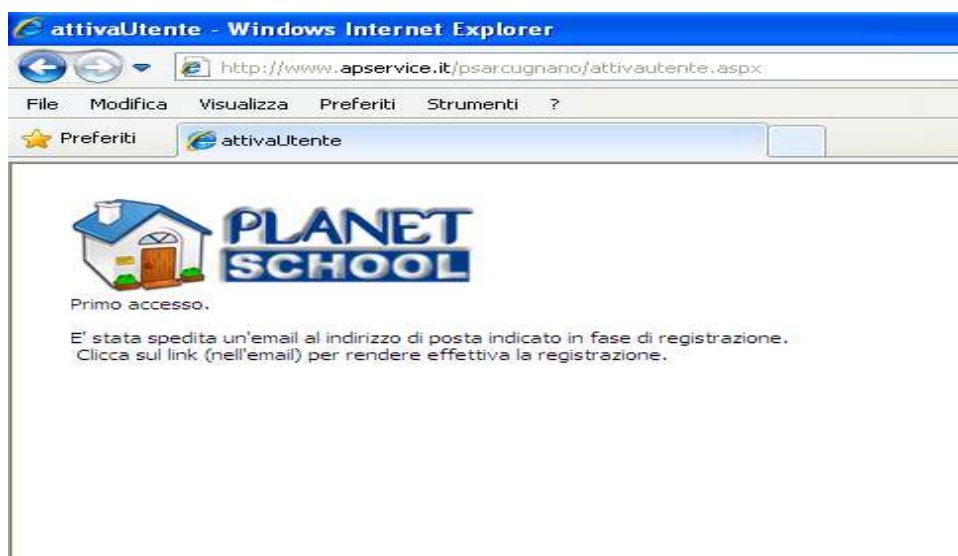 attivaUtente - Windows Internet Explorer
http://www.apservice.it/psarcugnano/attivautente.aspx
File Modifica Visualizza Preferiti Strumenti ?
Preferiti attivaUtente
PLANET
SCHOOL
Primo accesso.
E' stata spedita un'email al indirizzo di posta indicato in fase di registrazione.
Clicca sul link (nell'email) per rendere effettiva la registrazione.